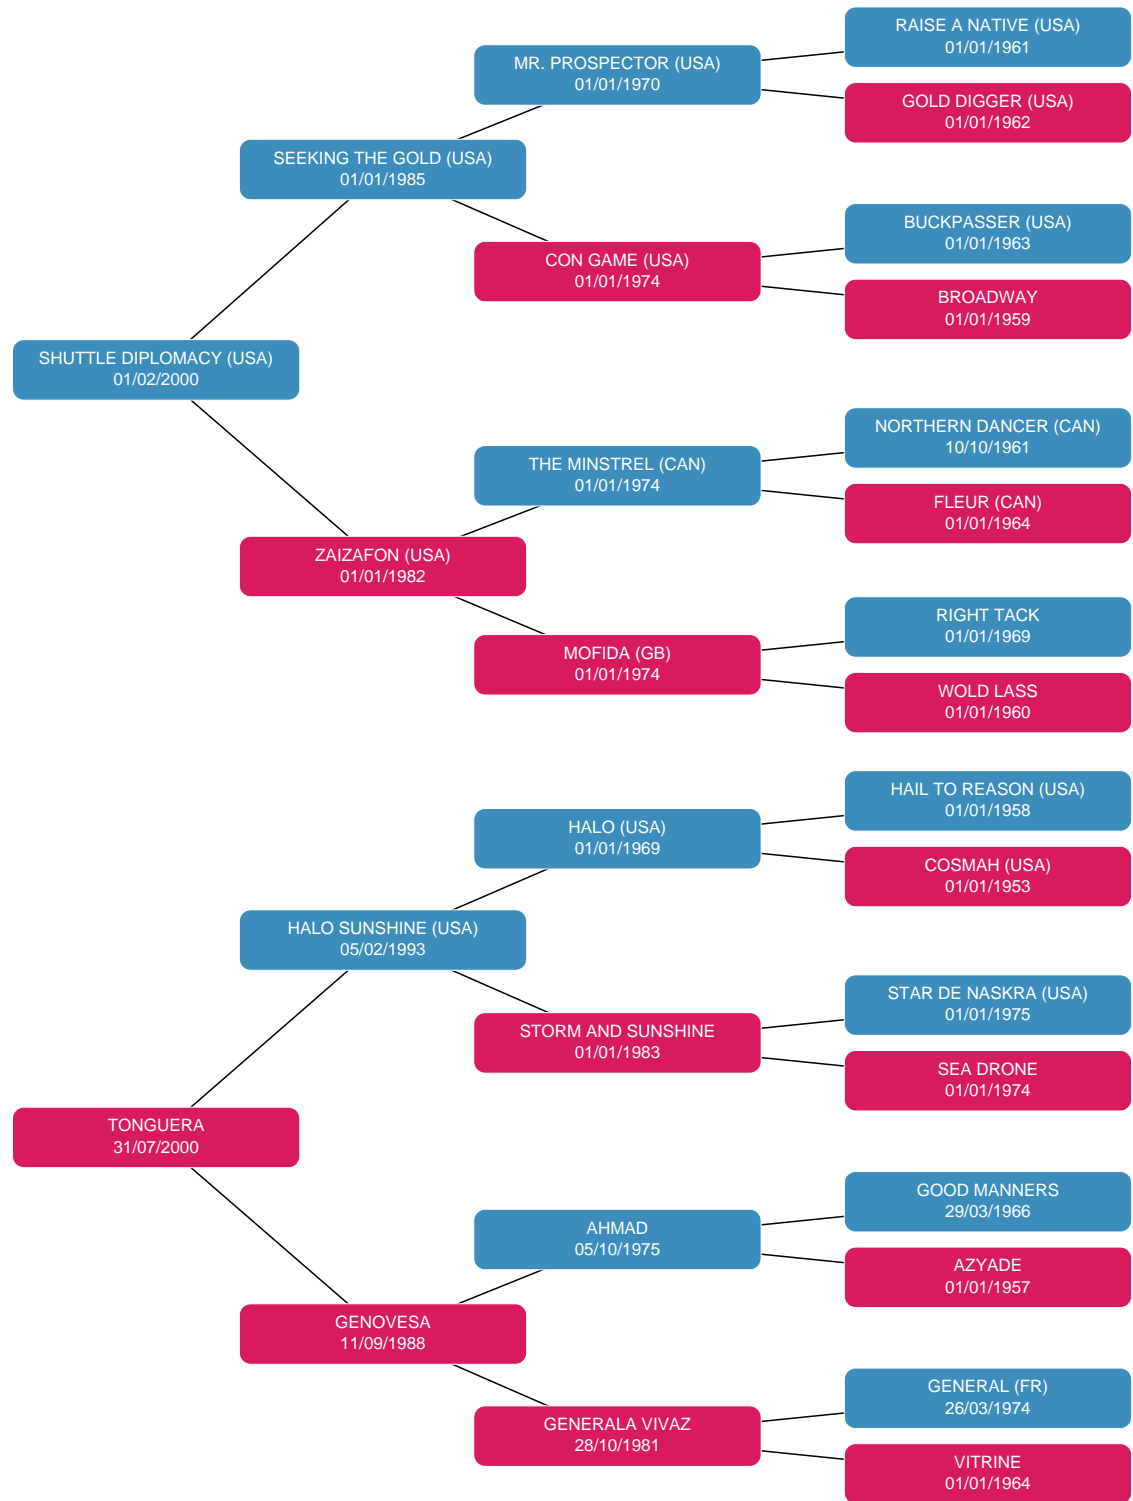 RAISE A NATIVE (USA)
01/01/1961
MR. PROSPECTOR (USA)
01/01/1970
GOLD DIGGER (USA)
01/01/1962
SEEKING THE GOLD (USA)
01/01/1985
BUCKPASSER (USA)
01/01/1963
CON GAME (USA)
01/01/1974
BROADWAY
01/01/1959
SHUTTLE DIPLOMACY (USA)
01/02/2000
NORTHERN DANCER (CAN)
10/10/1961
THE MINSTREL (CAN)
01/01/1974
FLEUR (CAN)
01/01/1964
ZAIZAFON (USA)
01/01/1982
RIGHT TACK
01/01/1969
MOFIDA (GB)
01/01/1974
WOLD LASS
01/01/1960
HAIL TO REASON (USA)
01/01/1958
HALO (USA)
01/01/1969
COSMAH (USA)
01/01/1953
HALO SUNSHINE (USA)
05/02/1993
STAR DE NASKRA (USA)
01/01/1975
STORM AND SUNSHINE
01/01/1983
SEA DRONE
01/01/1974
TONGUERA
31/07/2000
GOOD MANNERS
29/03/1966
AHMAD
05/10/1975
AZYADE
01/01/1957
GENOVESA
11/09/1988
GENERAL (FR)
26/03/1974
GENERALA VIVAZ
28/10/1981
VITRINE
01/01/1964